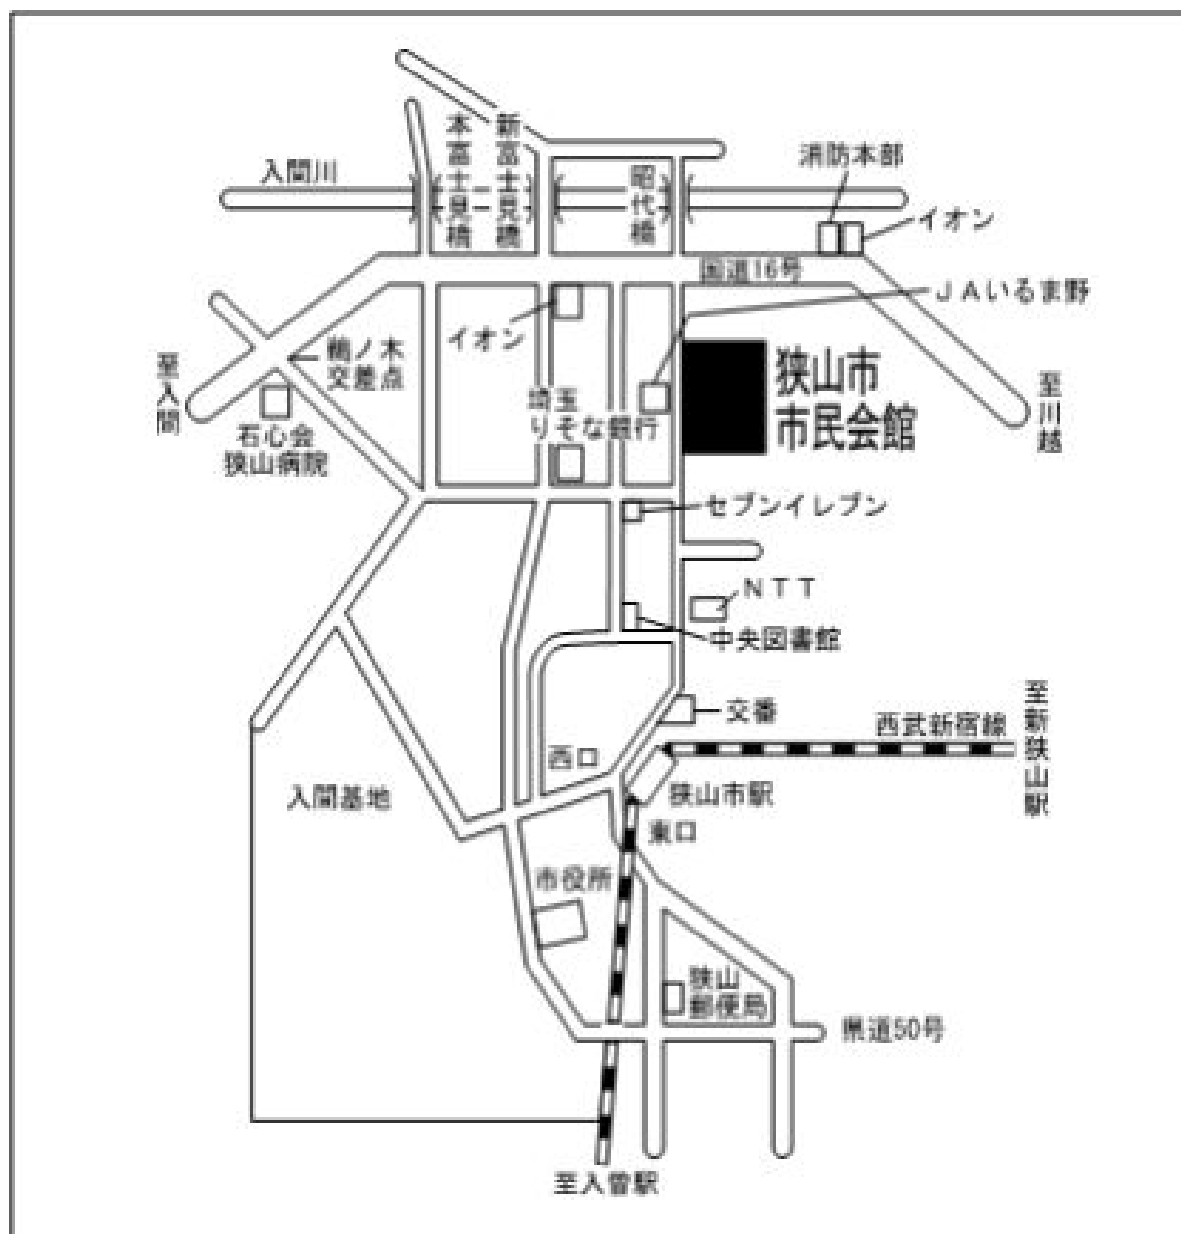 本富士見橋
新富士見橋
昭代橋
入間川
消防本部
イオン
国道16号
JAいるま野
イオン
鵜ノ木
交差点
至入間
石心会
狭山病院
埼玉
りそな銀行
狭山市
市民会館
至川越
セブンイレブン
NTT
中央図書館
交番
西武新宿線
至新狭山駅
西口
狭山市駅
東口
入間基地
市役所
狭山
郵便局
県道50号
至入曽駅